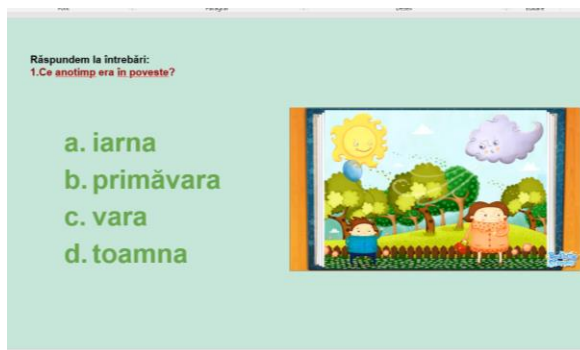 Răspundem la întrebări:
1.Ce anotimp era în poveste?
a. iarna
b. primăvara
c. vara
d. toamna